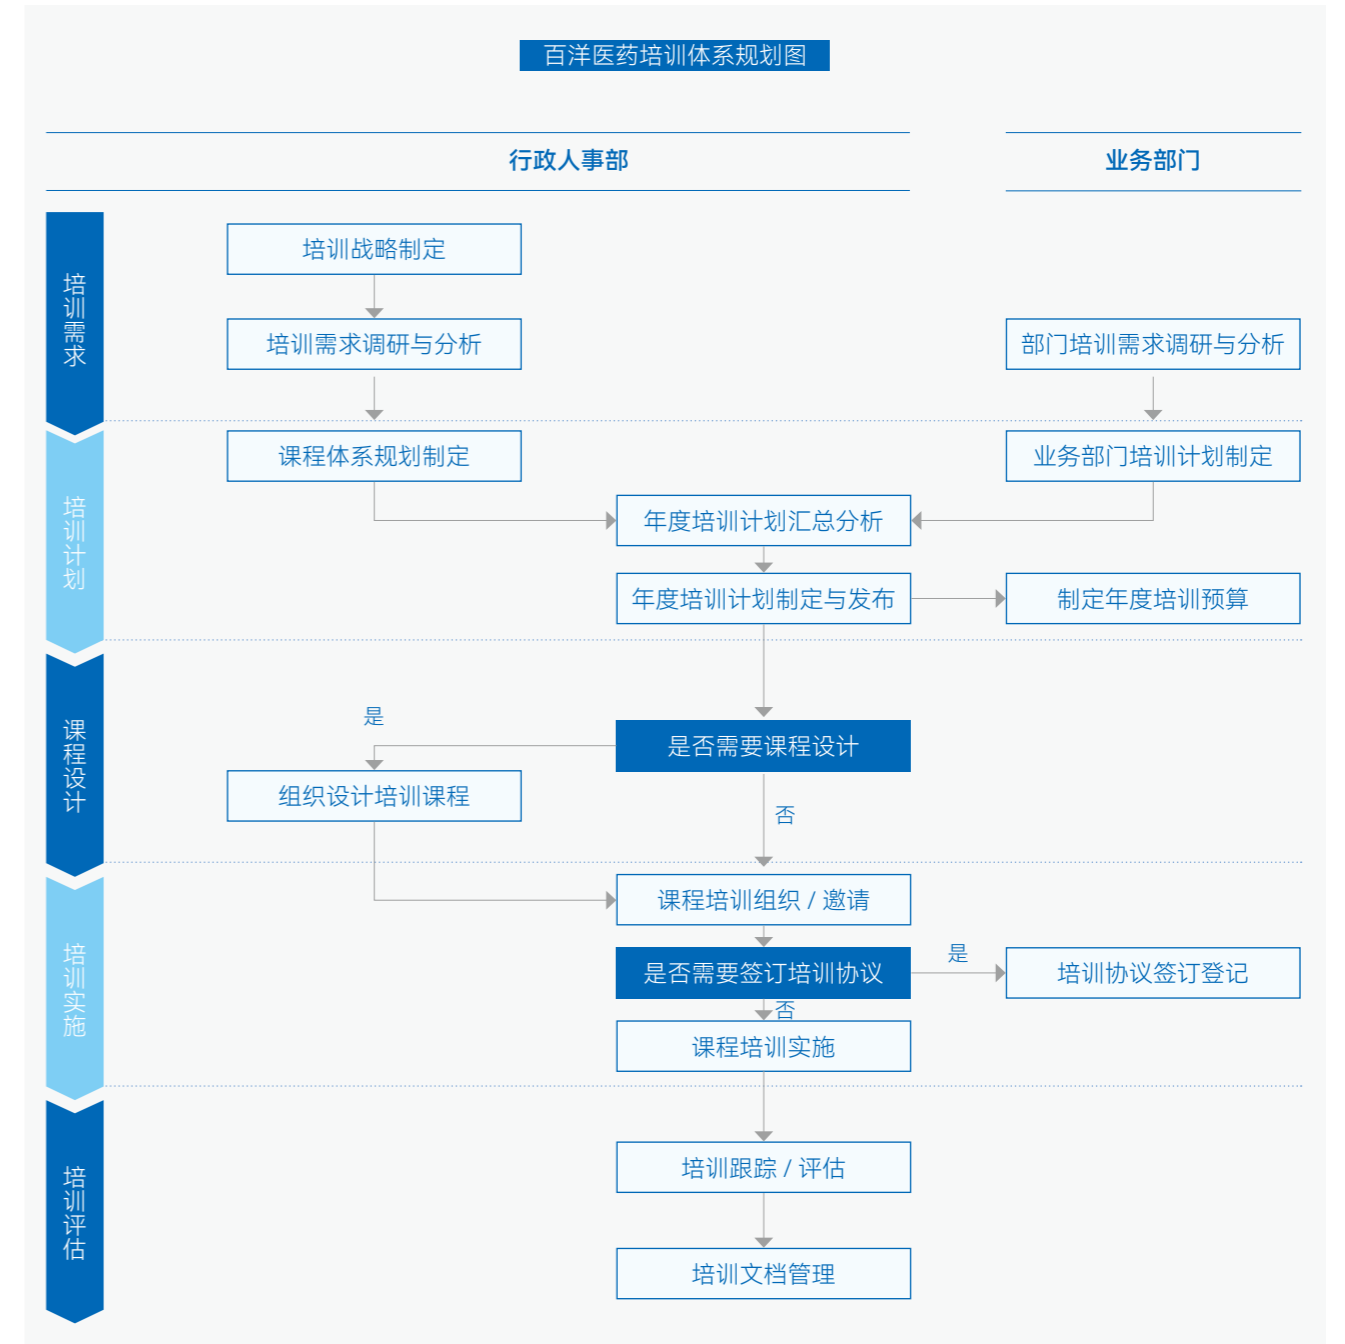 百洋医药培训体系规划图
行政人事部
业务部门
培训需求
培训战略制定
培训需求调研与分析
部门培训需求调研与分析
培训计划
课程体系规划制定
业务部门培训计划制定
年度培训计划汇总分析
年度培训计划制定与发布
制定年度培训预算
课程设计
是
是否需要课程设计
组织设计培训课程
否
培训实施
课程培训组织 / 邀请
是
是否需要签订培训协议
培训协议签订登记
否
课程培训实施
培训评估
培训跟踪 / 评估
培训文档管理